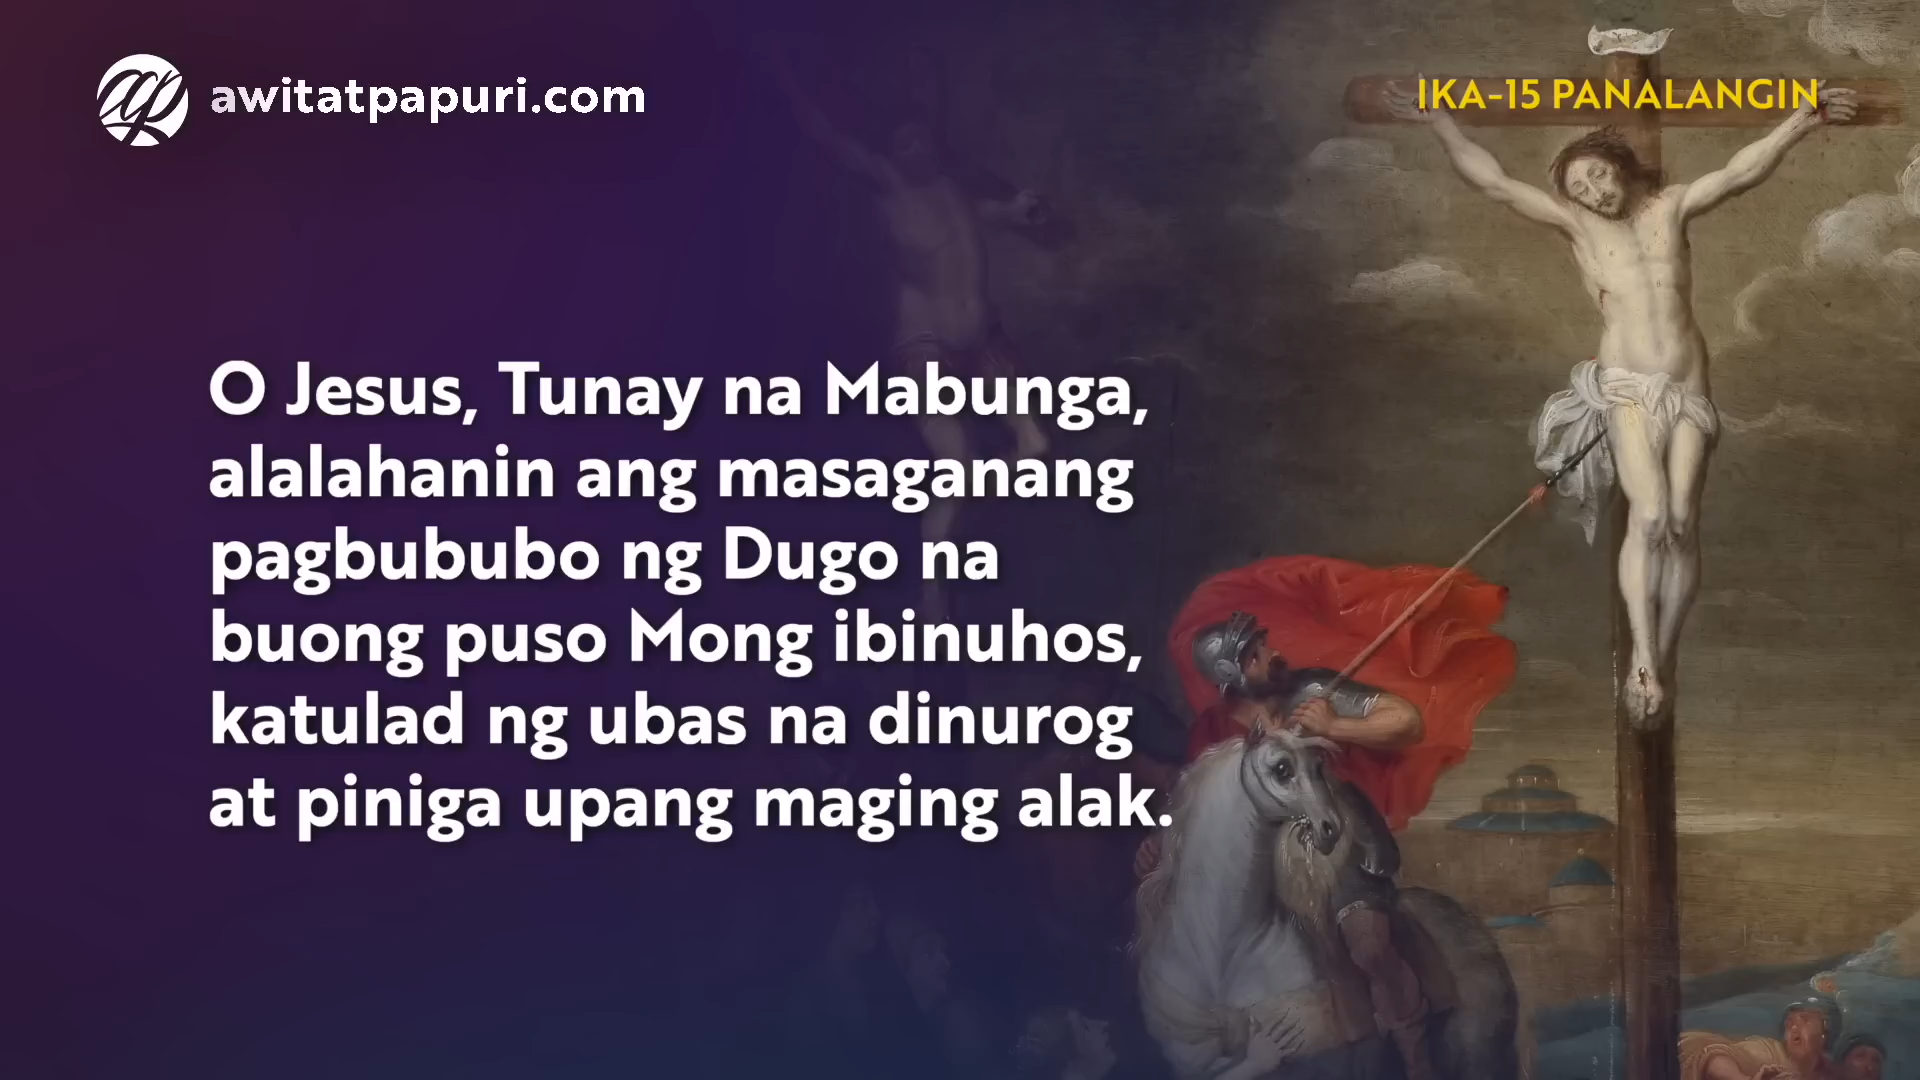 awitatpapuri.com
IKA-15 PANALANGIN
O Jesus, Tunay na Mabunga,
alalahanin ang masaganang
pagbububo ng Dugo na
buong puso Mong ibinuhos,
katulad ng ubas na dinurog
at piniga upang maging alak.